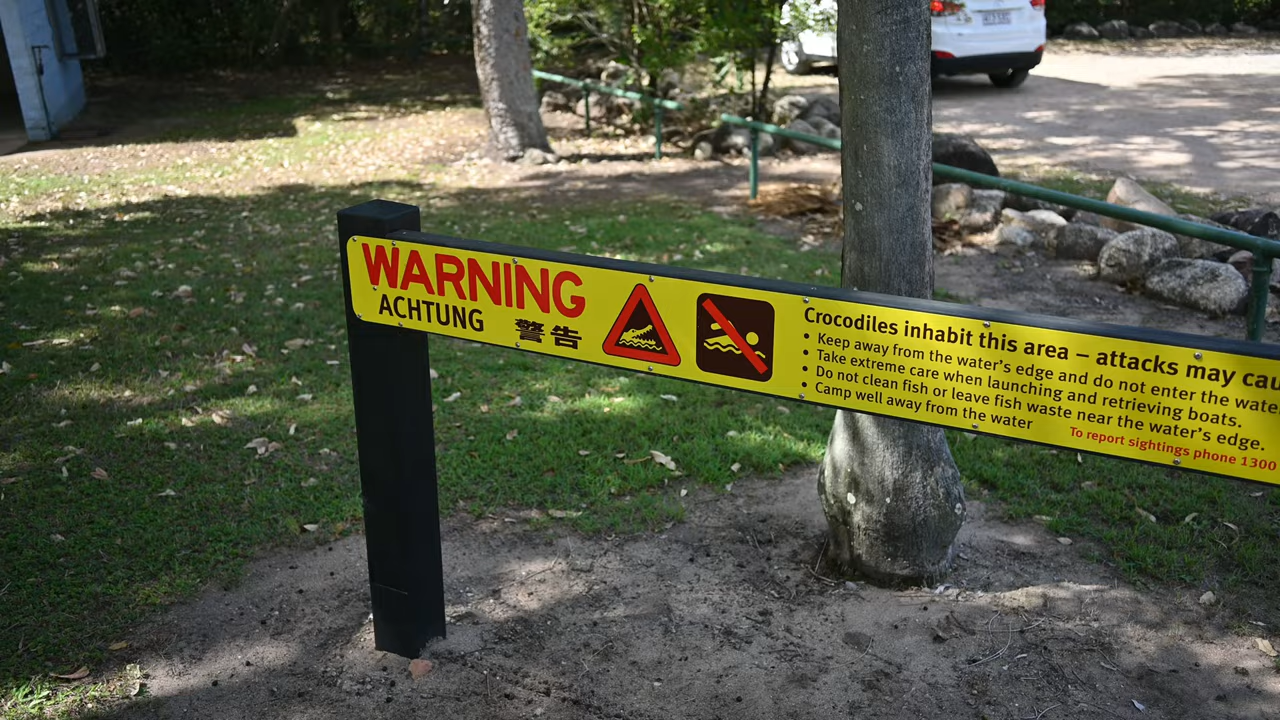 WARNING
ACHTUNG 警告
Crocodiles inhabit this area – attacks may
• Keep away from the water's edge and do not enter the
• Take extreme care when launching and retrieving boats.
• Do not clean fish or leave fish waste near the water's edge.
• Camp well away from the water
To report sightings phone 1300